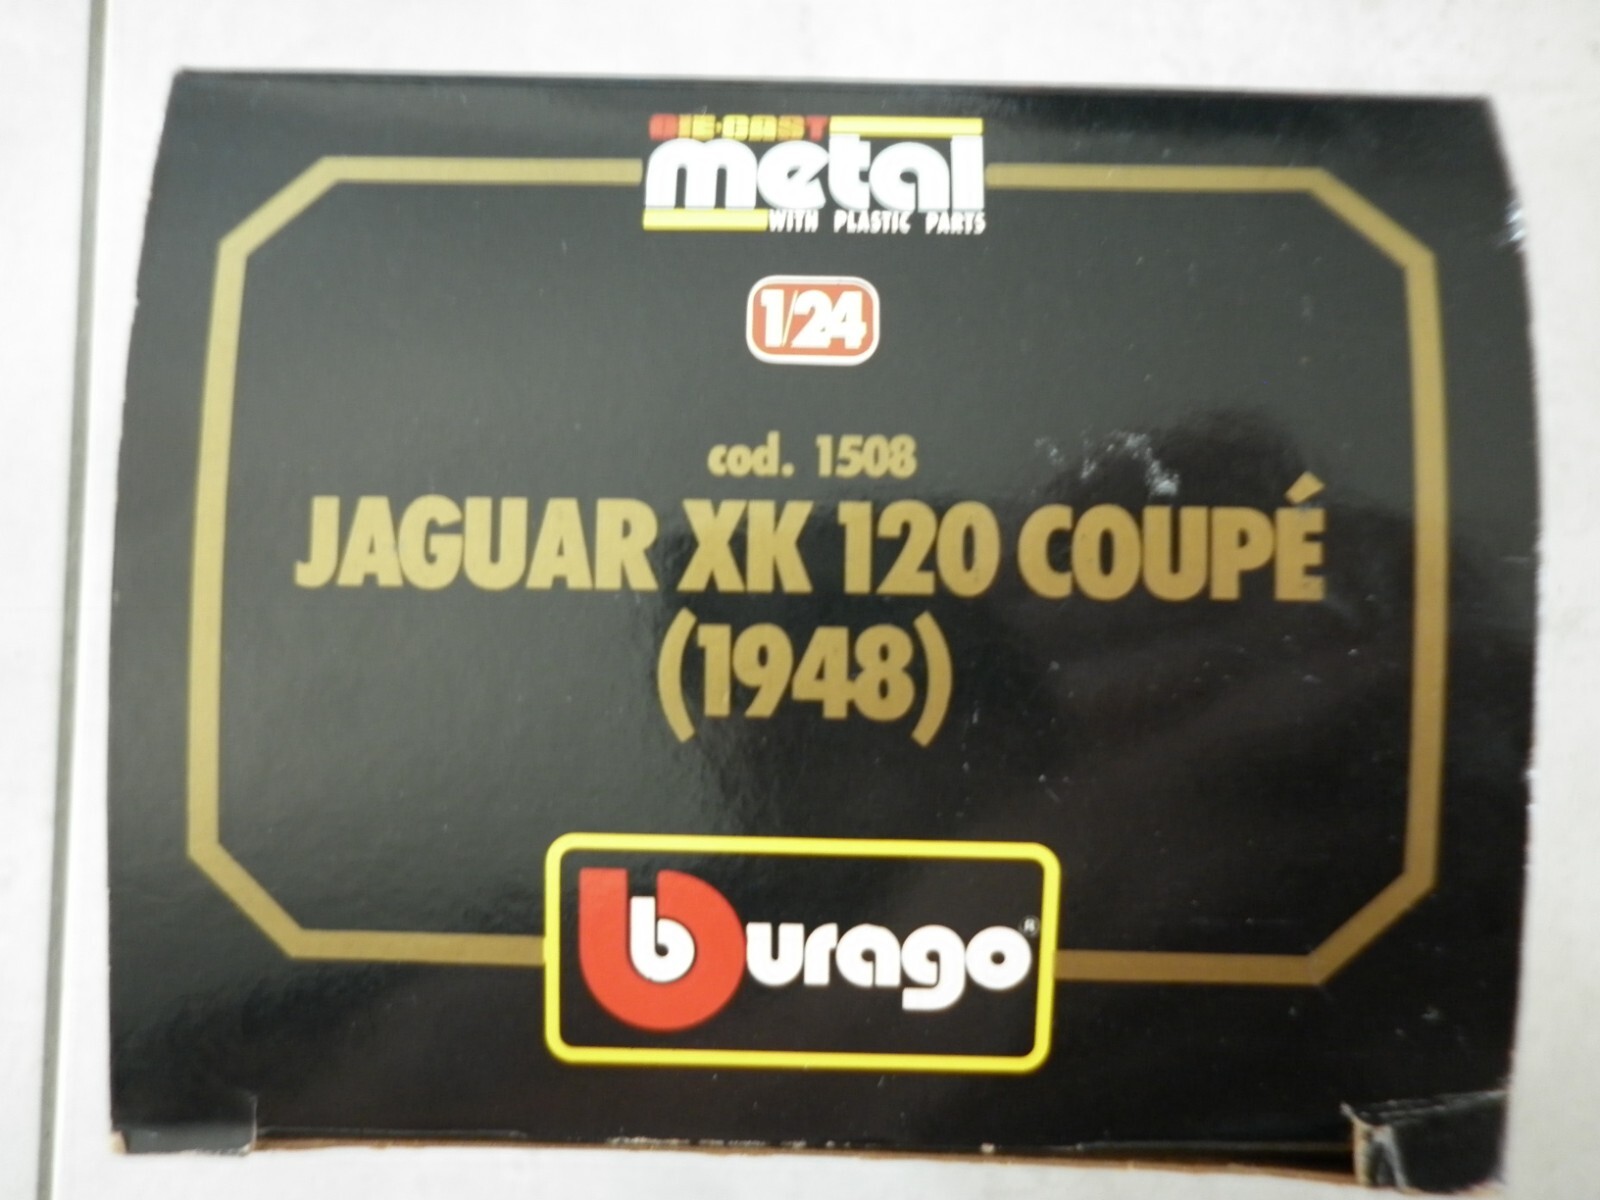 DIE-CAST
metal
WITH PLASTIC PARTS
1/24
cod. 1508
JAGUAR XK 120 COUPÉ
(1948)
burago®